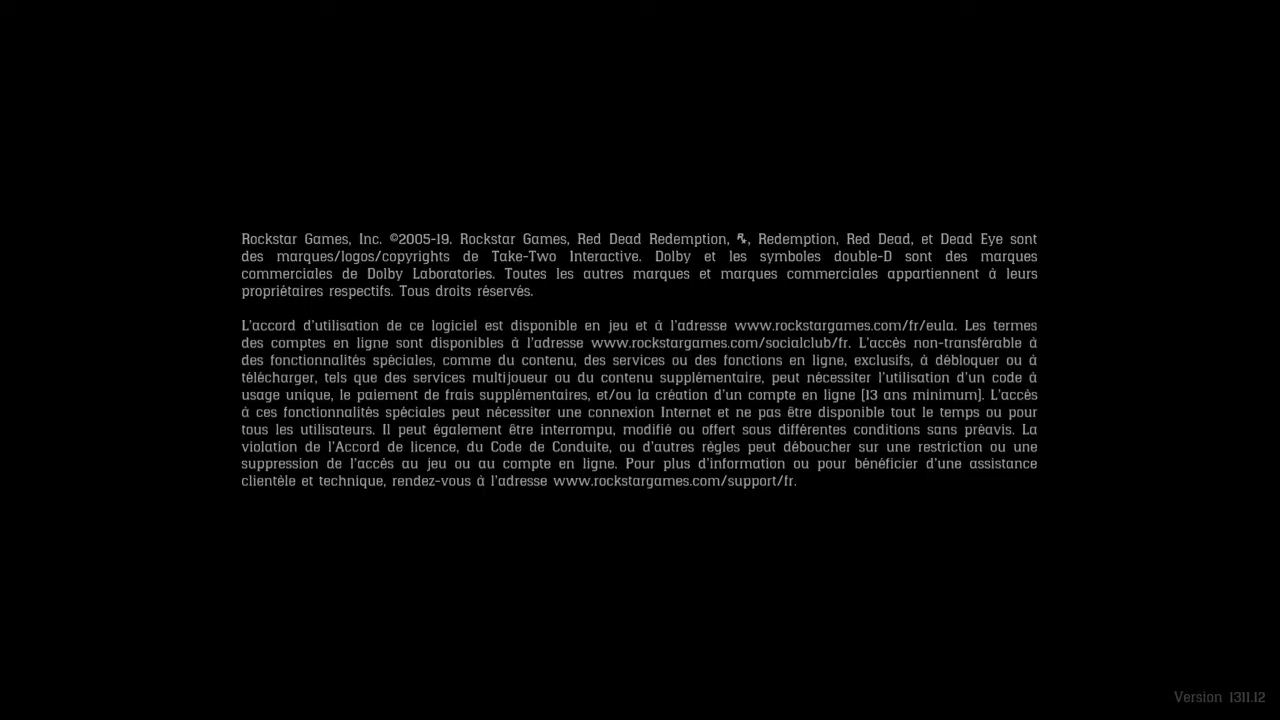 Rockstar Games, Inc. ©2005-19. Rockstar Games, Red Dead Redemption, R★, Redemption, Red Dead, et Dead Eye sont
des marques/logos/copyrights de Take-Two Interactive. Dolby et les symboles double-D sont des marques
commerciales de Dolby Laboratories. Toutes les autres marques et marques commerciales appartiennent à leurs
propriétaires respectifs. Tous droits réservés.
L'accord d'utilisation de ce logiciel est disponible en jeu et à l'adresse www.rockstargames.com/fr/eula. Les termes
des comptes en ligne sont disponibles à l'adresse www.rockstargames.com/socialclub/fr. L'accès non-transférable à
des fonctionnalités spéciales, comme du contenu, des services ou des fonctions en ligne, exclusifs, à débloquer ou à
télécharger, tels que des services multijoueur ou du contenu supplémentaire, peut nécessiter l'utilisation d'un code à
usage unique, le paiement de frais supplémentaires, et/ou la création d'un compte en ligne [13 ans minimum]. L'accès
à ces fonctionnalités spéciales peut nécessiter une connexion Internet et ne pas être disponible tout le temps ou pour
tous les utilisateurs. Il peut également être interrompu, modifié ou offert sous différentes conditions sans préavis. La
violation de l'Accord de licence, du Code de Conduite, ou d'autres règles peut déboucher sur une restriction ou une
suppression de l'accès au jeu ou au compte en ligne. Pour plus d'information ou pour bénéficier d'une assistance
clientèle et technique, rendez-vous à l'adresse www.rockstargames.com/support/fr.
Version 1311.12